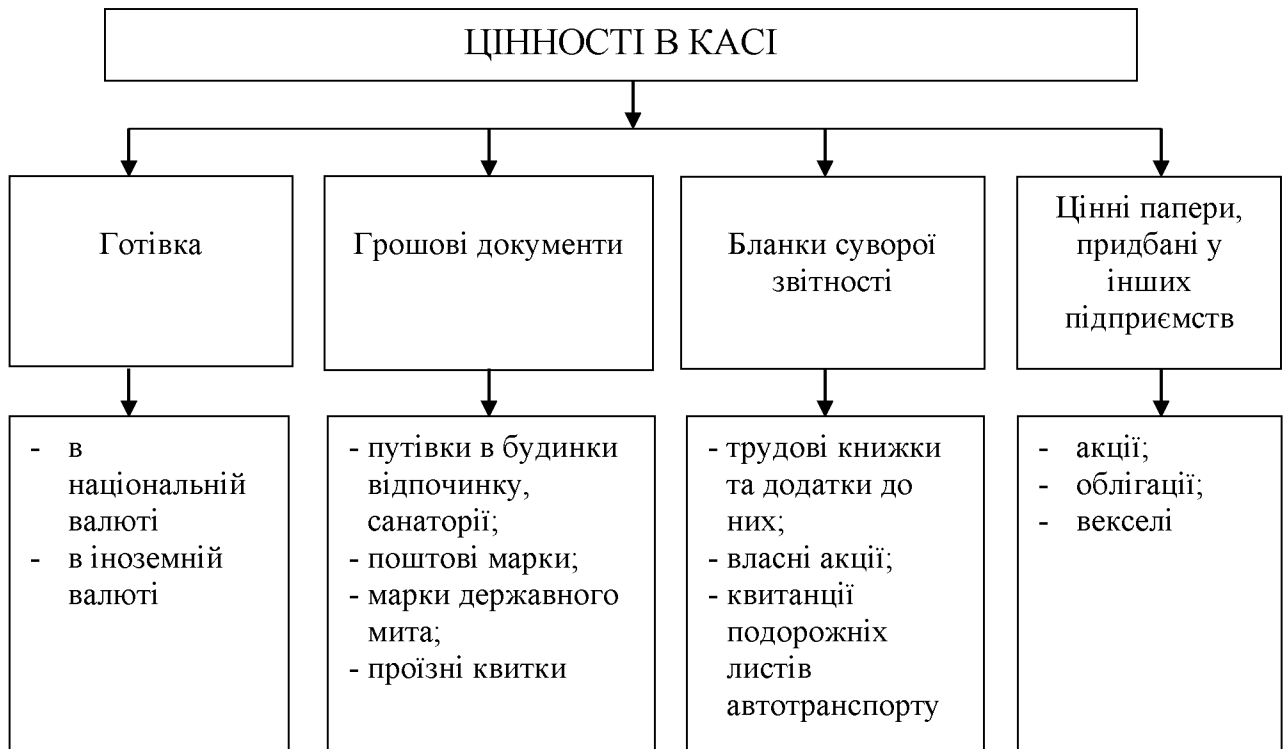 ЦІННОСТІ В КАСІ
Готівка
Грошові документи
Бланки суворої
звітності
Цінні папери,
придбані у
інших
підприємств
- в
національній
валюті
- в іноземній
валюті
- путівки в будинки
відпочинку,
санаторії;
- поштові марки;
- марки державного
мита;
- проїзні квитки
- трудові книжки
та додатки до
них;
- власні акції;
- квитанції
подорожніх
листів
автотранспорту
- акції;
- облігації;
- векселі